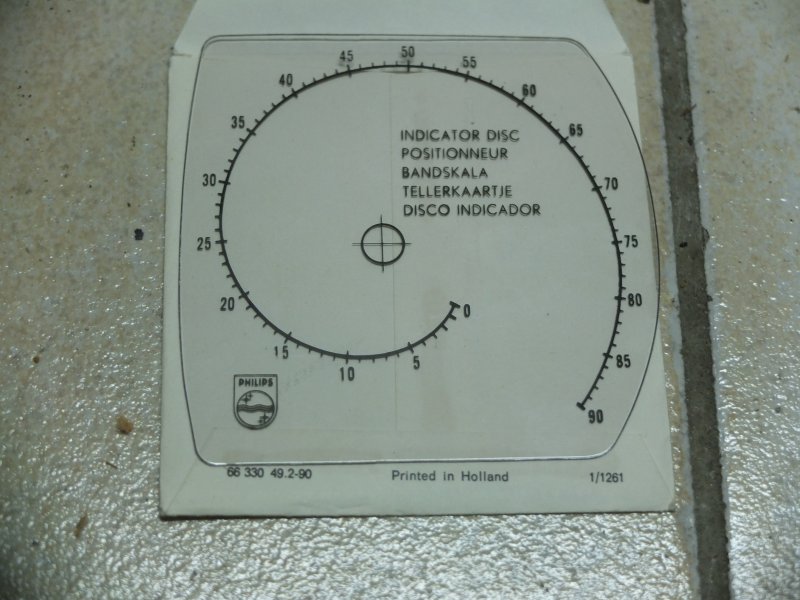 45 50 55
40 60
35 65
INDICATOR DISC
POSITIONNEUR
BANDSKALA
TELLERKAARTJE
DISCO INDICADOR
30 70
25 75
20 80
0
15 10 5 85
90
PHILIPS
66 330 49.2-90 Printed in Holland 1/1261